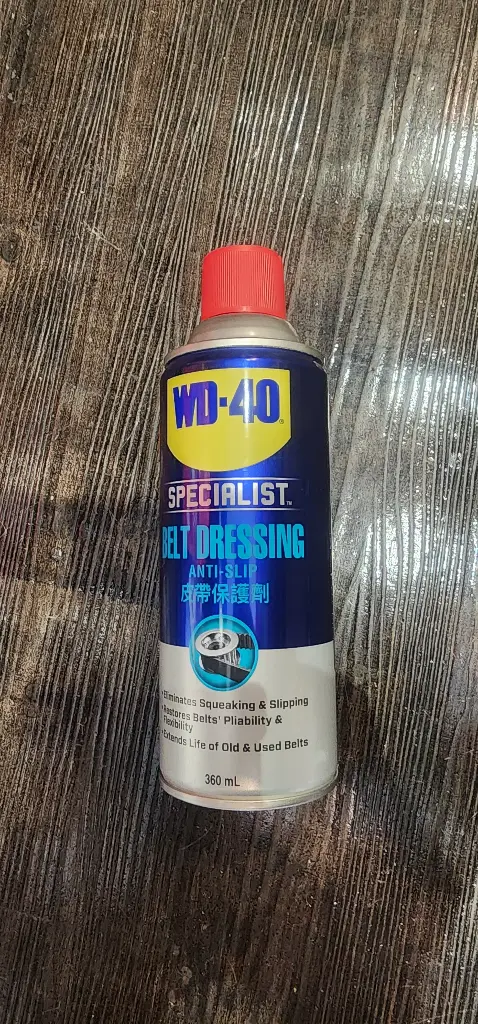 WD-40®
SPECIALIST™
BELT DRESSING
ANTI-SLIP
皮帶保護劑
• Eliminates Squeaking & Slipping
• Restores Belts' Pliability &
Flexibility
• Extends Life of Old & Used Belts
360 mL